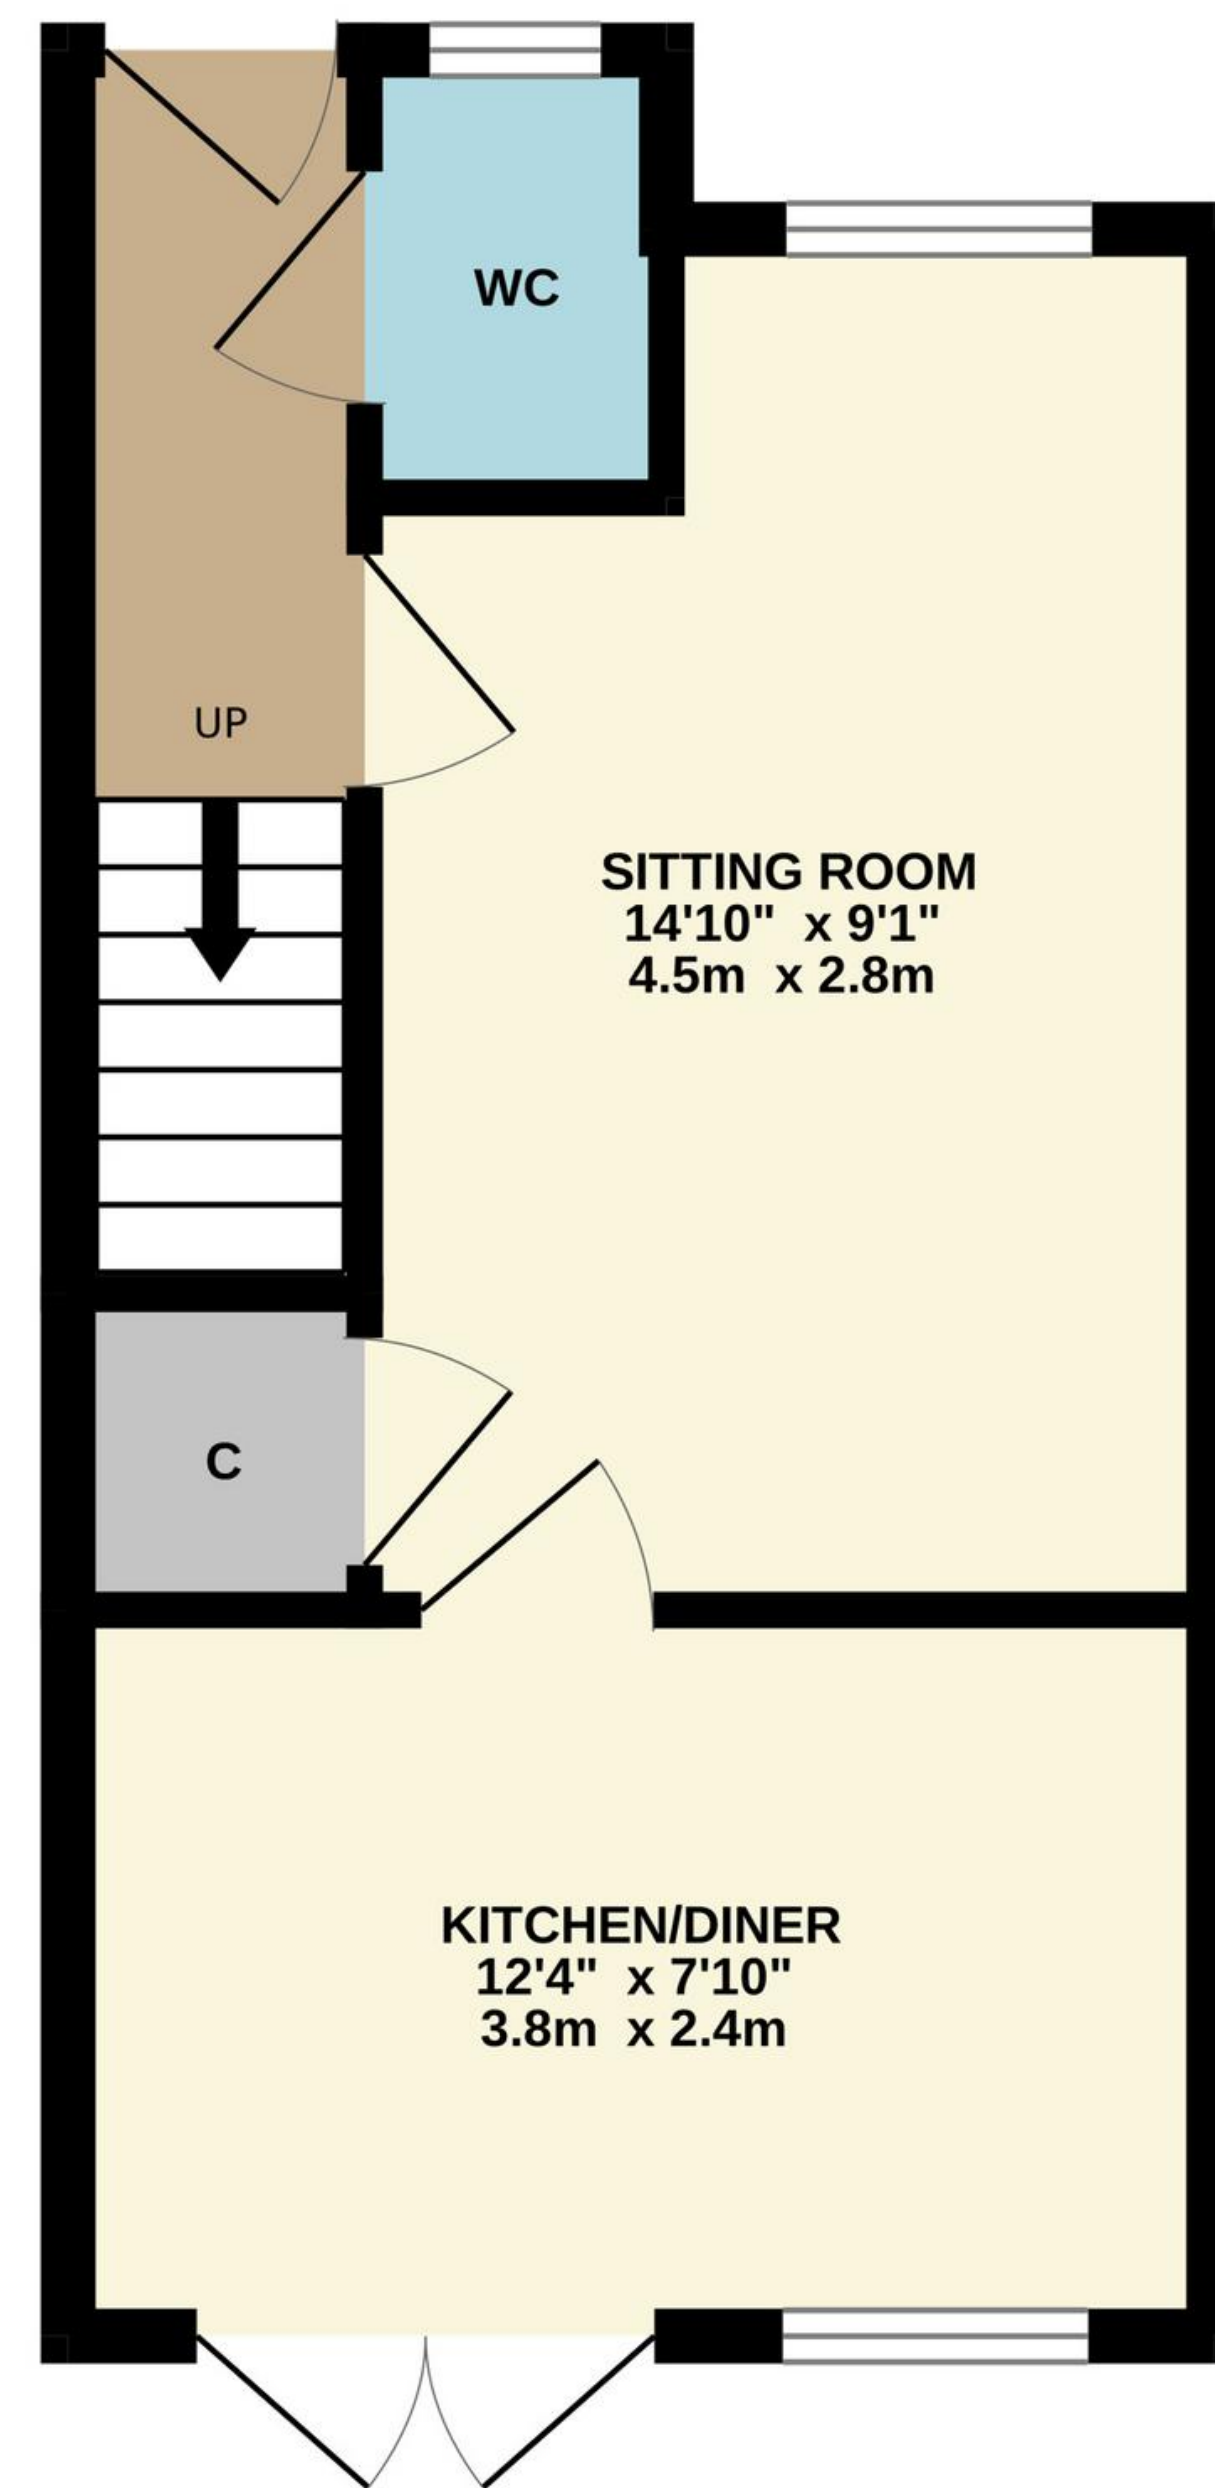 WC
UP
SITTING ROOM
14'10" x 9'1"
4.5m x 2.8m
C
KITCHEN/DINER
12'4" x 7'10"
3.8m x 2.4m